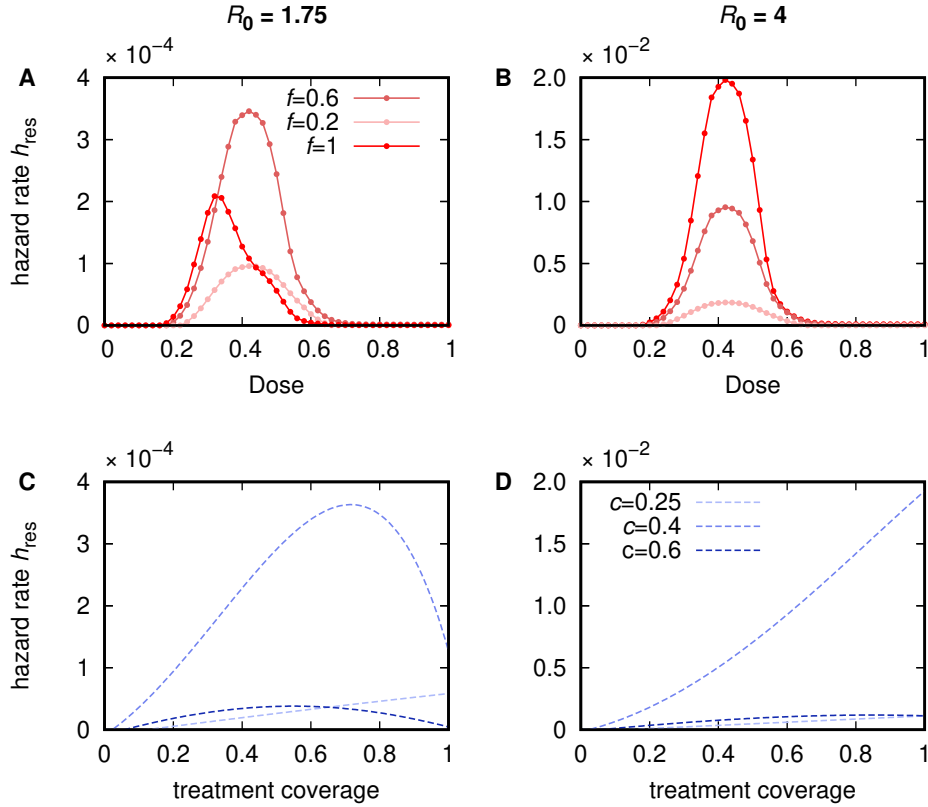 R0 = 1.75
R0 = 4
A
× 10−4
hazard rate hres
4
3
2
1
0
f=0.6
f=0.2
f=1
0 0.2 0.4 0.6 0.8 1
Dose
B
× 10−2
2.0
1.5
1.0
0.5
0
0 0.2 0.4 0.6 0.8 1
Dose
C
× 10−4
hazard rate hres
4
3
2
1
0
0 0.2 0.4 0.6 0.8 1
treatment coverage
D
× 10−2
2.0
1.5
1.0
0.5
0
c=0.25
c=0.4
c=0.6
0 0.2 0.4 0.6 0.8 1
treatment coverage